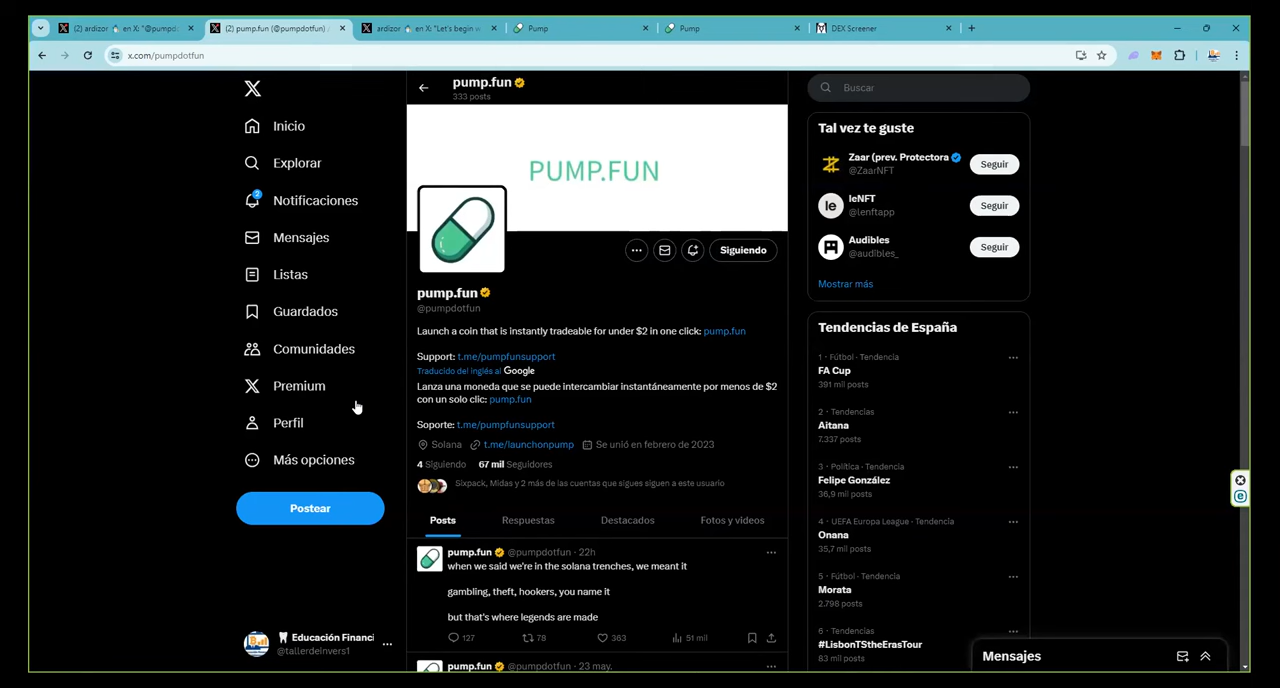 (2) ardizor en X: "@pumpd
(2) pump.fun (@pumpdotfun)
ardizor en X: "Let's begin w
Pump
Pump
DEX Screener
x.com/pumpdotfun
Inicio
Explorar
2
Notificaciones
Mensajes
Listas
Guardados
Comunidades
Premium
Perfil
Más opciones
Postear
Educación Financi
@tallerdeinvers1
pump.fun
333 posts
PUMP.FUN
Siguiendo
pump.fun
@pumpdotfun
Launch a coin that is instantly tradeable for under $2 in one click: pump.fun
Support: t.me/pumpfunsupport
Traducido del inglés al Google
Lanza una moneda que se puede intercambiar instantáneamente por menos de $2
con un solo clic: pump.fun
Soporte: t.me/pumpfunsupport
Solana t.me/launchonpump Se unió en febrero de 2023
4 Siguiendo 67 mil Seguidores
Sixpack, Midas y 2 más de las cuentas que sigues siguen a este usuario
Posts Respuestas Destacados Fotos y vídeos
pump.fun @pumpdotfun · 22h
when we said we're in the solana trenches, we meant it
gambling, theft, hookers, you name it
but that's where legends are made
127 78 363 51 mil
pump.fun @pumpdotfun · 23 may.
Buscar
Tal vez te guste
Zaar (prev. Protectora
@ZaarNFT
Seguir
le
leNFT
@lenftapp
Seguir
Audibles
@audibles_
Seguir
Mostrar más
Tendencias de España
1 · Fútbol · Tendencia
FA Cup
391 mil posts
2 · Tendencias
Aitana
7.337 posts
3 · Política · Tendencia
Felipe González
36,9 mil posts
4 · UEFA Europa League · Tendencia
Onana
35,7 mil posts
5 · Fútbol · Tendencia
Morata
2.798 posts
6 · Tendencias
#LisbonTStheErasTour
83 mil posts
Mensajes